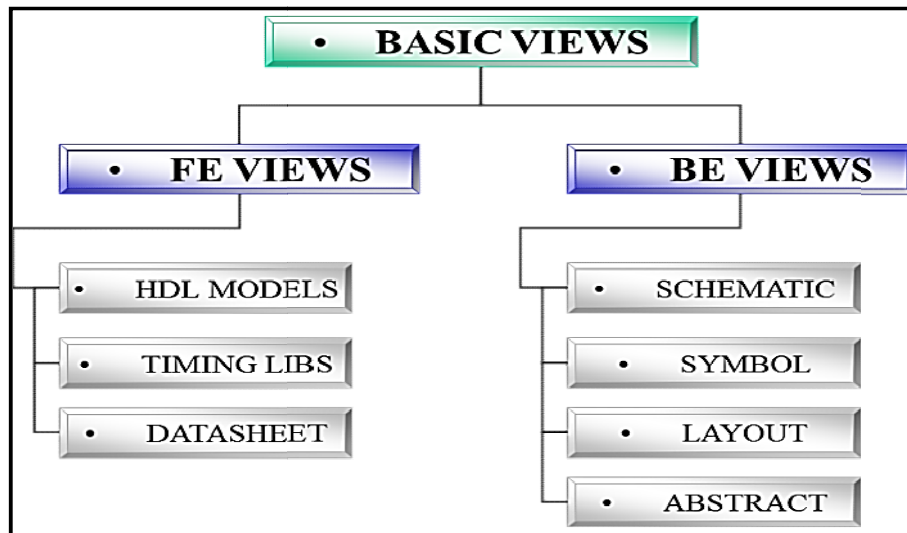 • BASIC VIEWS
• FE VIEWS
• BE VIEWS
• HDL MODELS
• TIMING LIBS
• DATASHEET
• SCHEMATIC
• SYMBOL
• LAYOUT
• ABSTRACT